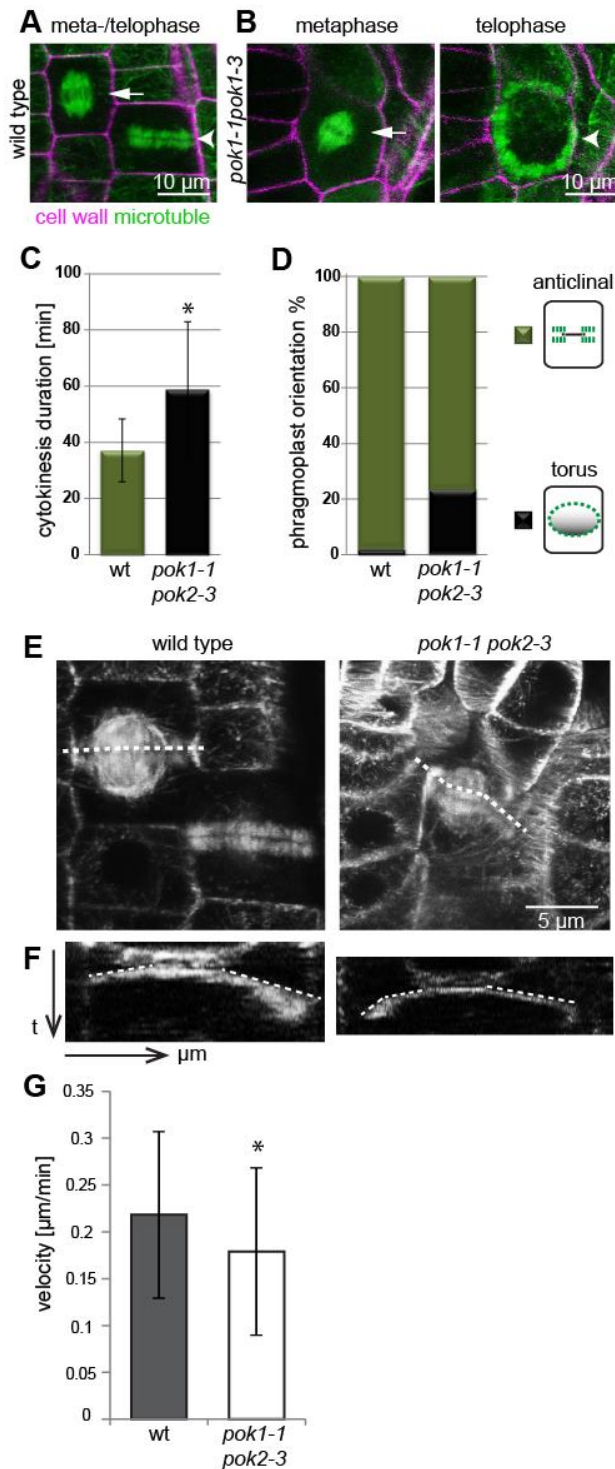 A
meta-/telophase
wild type
10 µm
cell wall microtuble
B
metaphase
telophase
pok1-1pok1-3
10 µm
C
cytokinesis duration [min]
100
80
60
40
20
0
*
wt
pok1-1
pok2-3
D
phragmoplast orientation %
100
80
60
40
20
0
wt
pok1-1
pok2-3
anticlinal
torus
E
wild type
pok1-1 pok2-3
5 µm
F
t
µm
G
velocity [µm/min]
0.35
0.3
0.25
0.2
0.15
0.1
0.05
0
*
wt
pok1-1
pok2-3